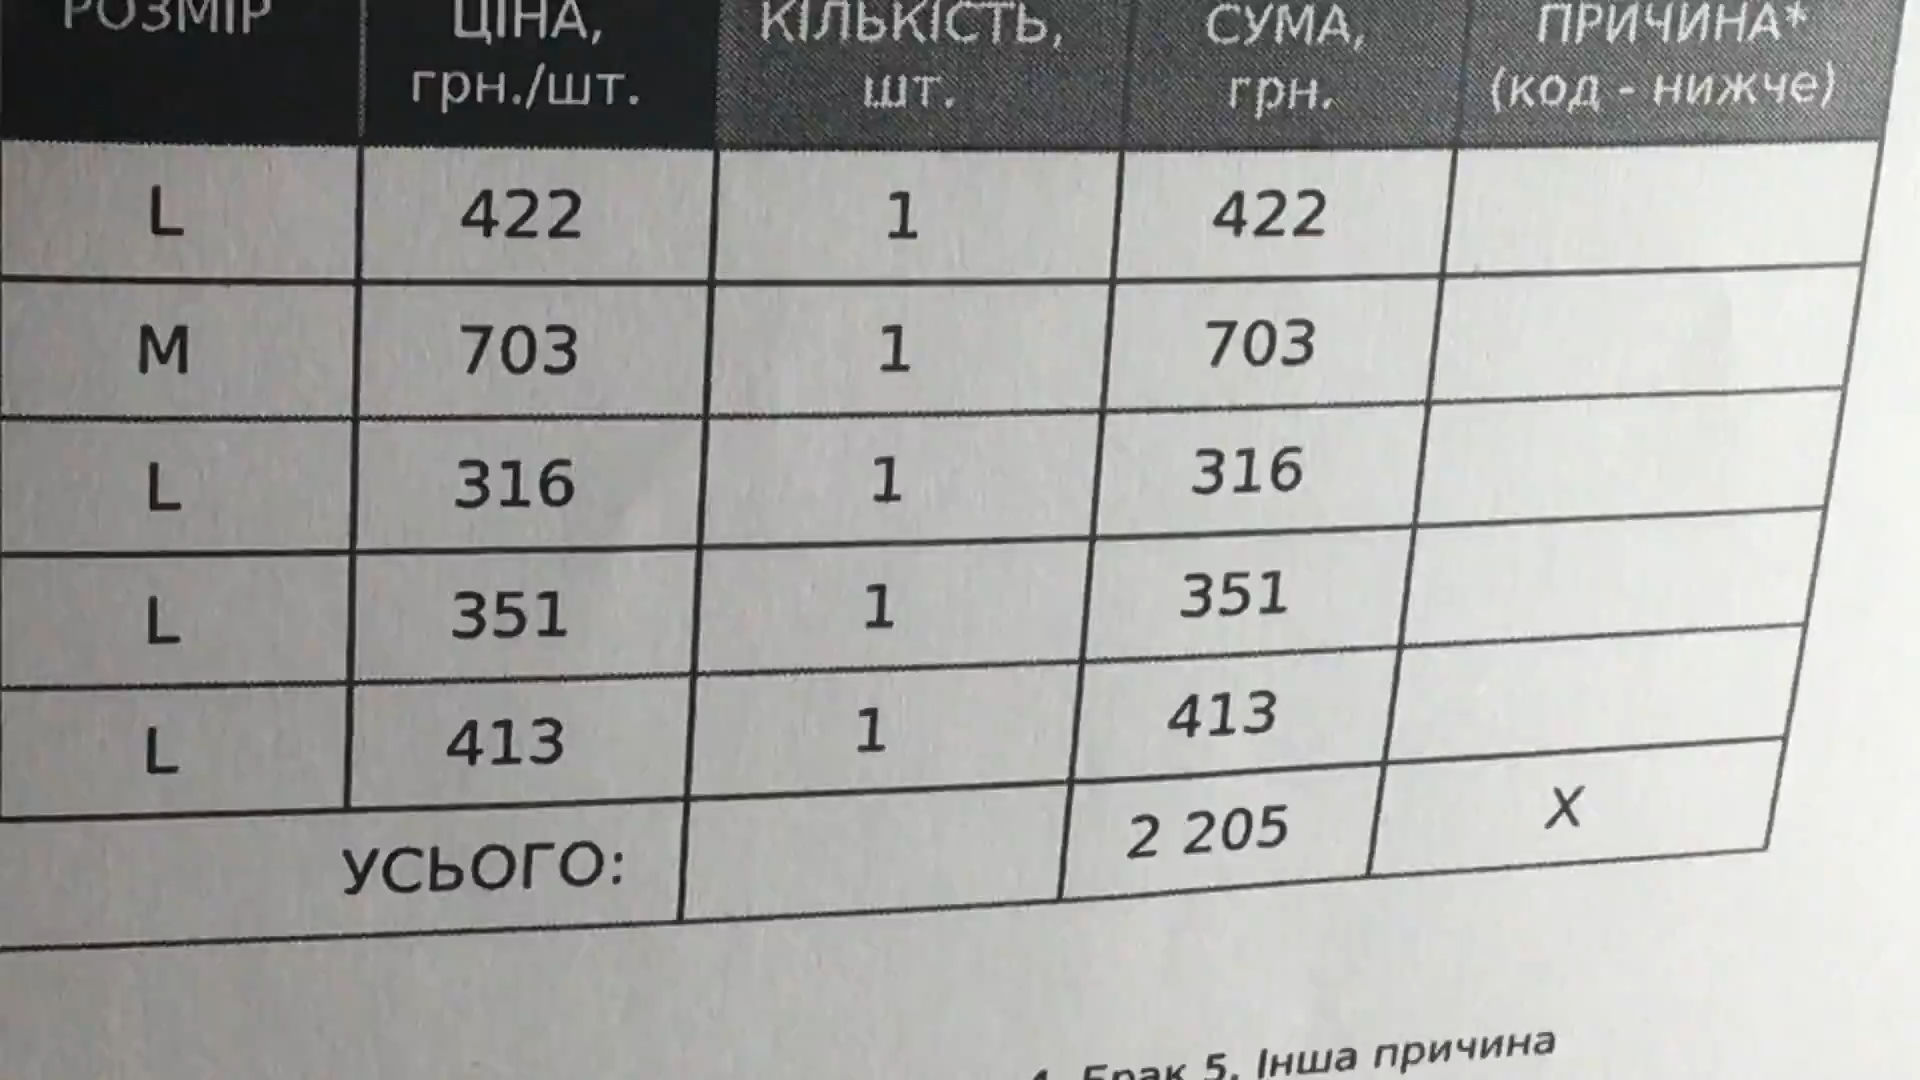 РОЗМІР ЦІНА, грн./шт. КІЛЬКІСТЬ, шт. СУМА, грн. ПРИЧИНА* (код - нижче)
L 422 1 422
M 703 1 703
L 316 1 316
L 351 1 351
L 413 1 413
УСЬОГО: 2 205 X
4. Брак 5. Інша причина